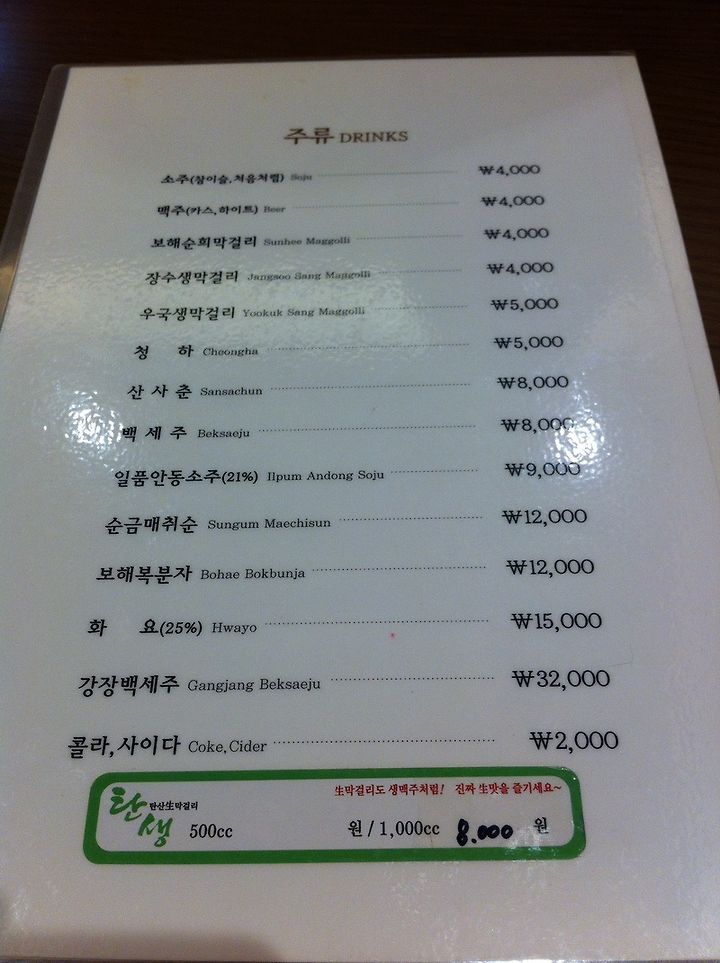 주류 DRINKS
소주(참이슬,처음처럼) Soju ₩4,000
맥주(카스,하이트) Beer ₩4,000
보해순희막걸리 Sunhee Maggolli ₩4,000
장수생막걸리 Jangsoo Sang Maggolli ₩4,000
우국생막걸리 Yookuk Sang Maggolli ₩5,000
청 하 Cheongha ₩5,000
산 사 춘 Sansachun ₩8,000
백 세 주 Beksaeju ₩8,000
일품안동소주(21%) Ilpum Andong Soju ₩9,000
순금매취순 Sungum Maechisun ₩12,000
보해복분자 Bohae Bokbunja ₩12,000
화 요(25%) Hwayo ₩15,000
강장백세주 Gangjang Beksaeju ₩32,000
콜라,사이다 Coke,Cider ₩2,000
生막걸리도 생맥주처럼! 진짜 生맛을 즐기세요~
탄생 탄산生막걸리
500cc 원 / 1,000cc 8.000 원